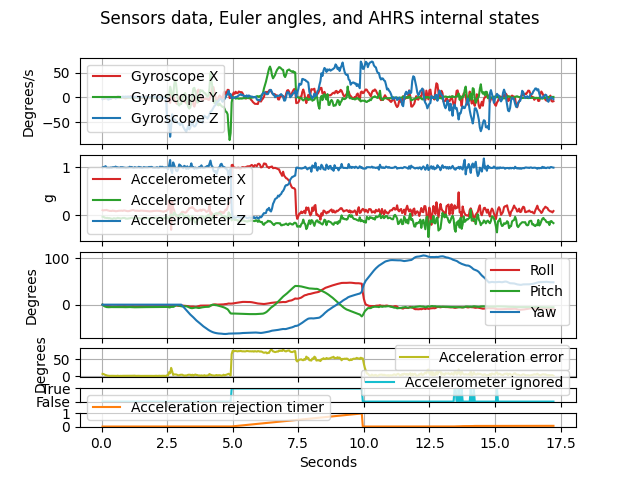 Sensors data, Euler angles, and AHRS internal states
Degrees/s
50
0
−50
Gyroscope X
Gyroscope Y
Gyroscope Z
g
1
0
Accelerometer X
Accelerometer Y
Accelerometer Z
Degrees
100
0
Roll
Pitch
Yaw
Degrees
50
0
Acceleration error
True
False
Accelerometer ignored
1
0
Acceleration rejection timer
0.0 2.5 5.0 7.5 10.0 12.5 15.0 17.5
Seconds